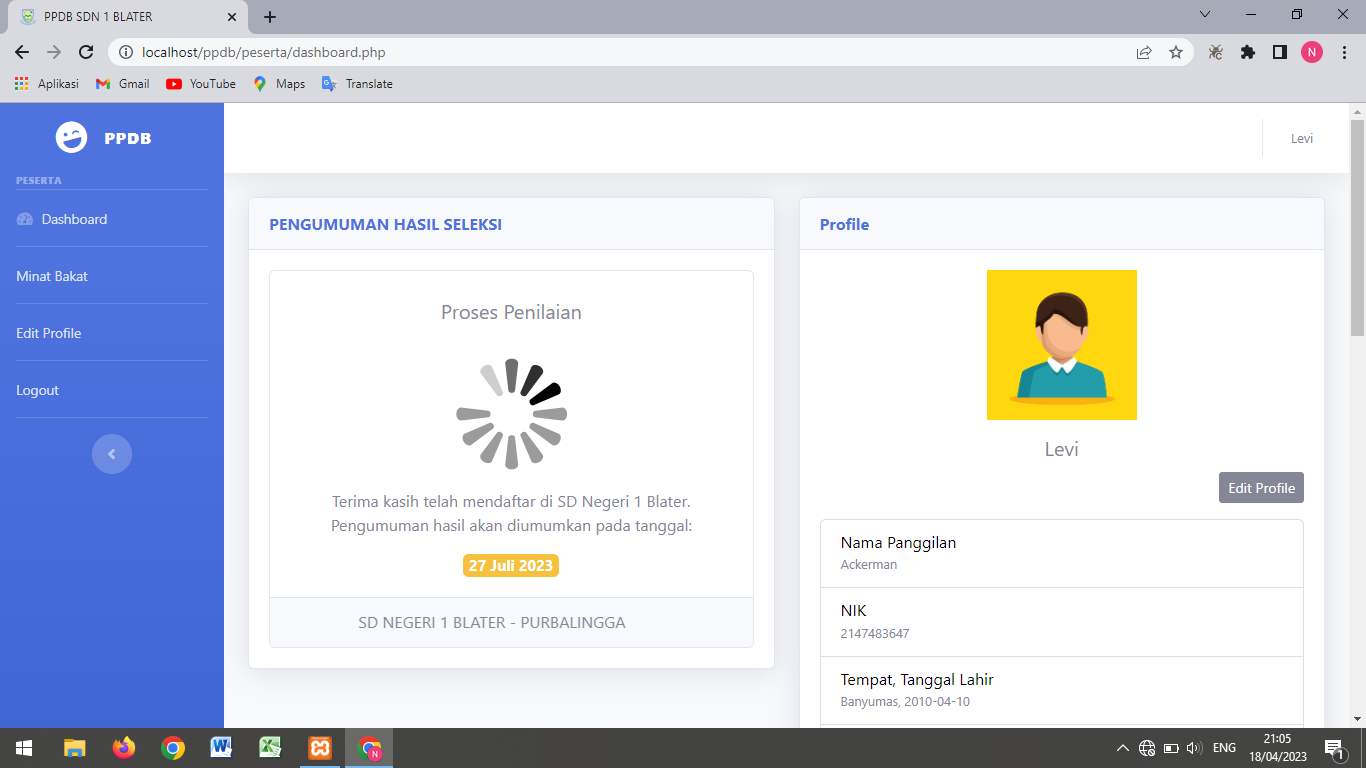 PPDB SDN 1 BLATER
localhost/ppdb/peserta/dashboard.php
N
Aplikasi
Gmail
YouTube
Maps
Translate
PPDB
Levi
PESERTA
Dashboard
Minat Bakat
Edit Profile
Logout
PENGUMUMAN HASIL SELEKSI
Proses Penilaian
Terima kasih telah mendaftar di SD Negeri 1 Blater.
Pengumuman hasil akan diumumkan pada tanggal:
27 Juli 2023
SD NEGERI 1 BLATER - PURBALINGGA
Profile
Levi
Edit Profile
Nama Panggilan
Ackerman
NIK
2147483647
Tempat, Tanggal Lahir
Banyumas, 2010-04-10
ENG
21:05
18/04/2023
1